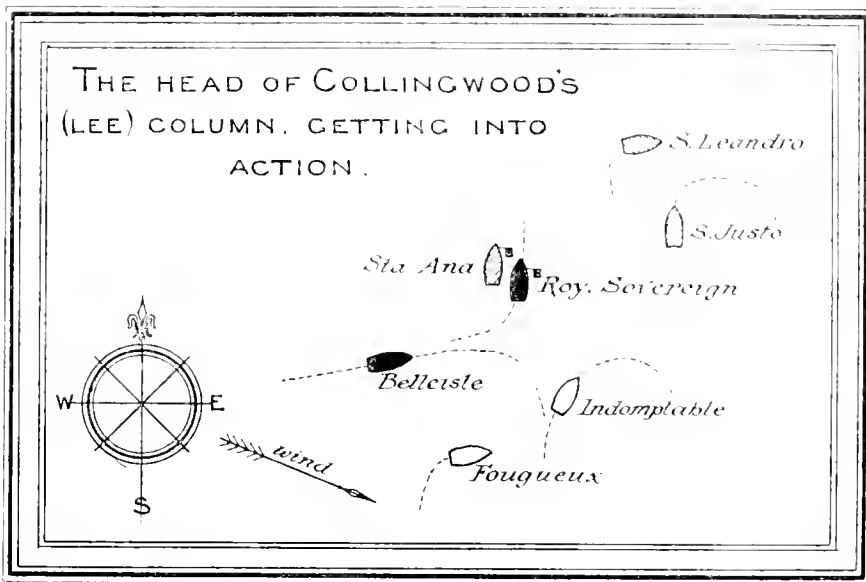 THE HEAD OF COLLINGWOOD'S
(LEE) COLUMN. GETTING INTO
ACTION.
S. Leandro
S. Justo
Sta Ana
Roy. Sovereign
Belleisle
Indomptable
Fougueux
W
E
S
wind